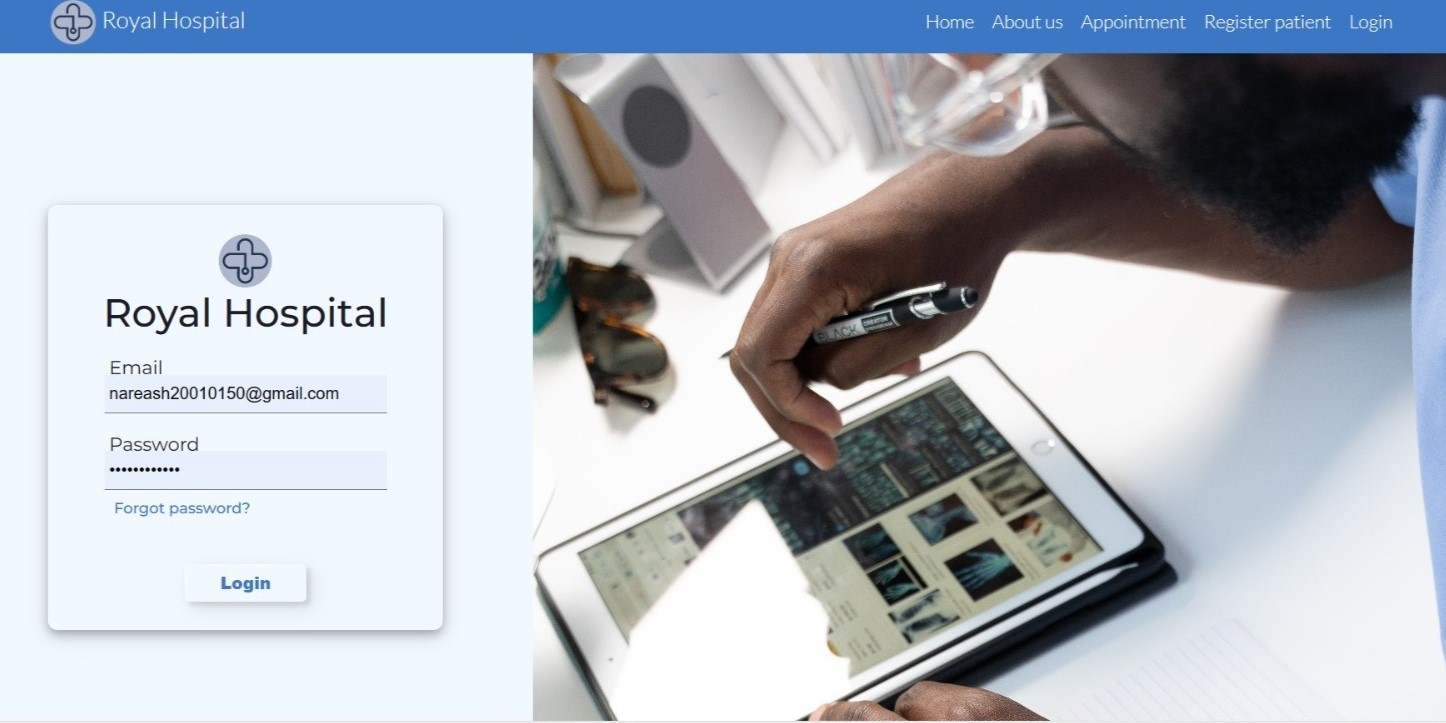 Royal Hospital
Home About us Appointment Register patient Login
Royal Hospital
Email
nareash20010150@gmail.com
Password
••••••••••••
Forgot password?
Login
BLACK